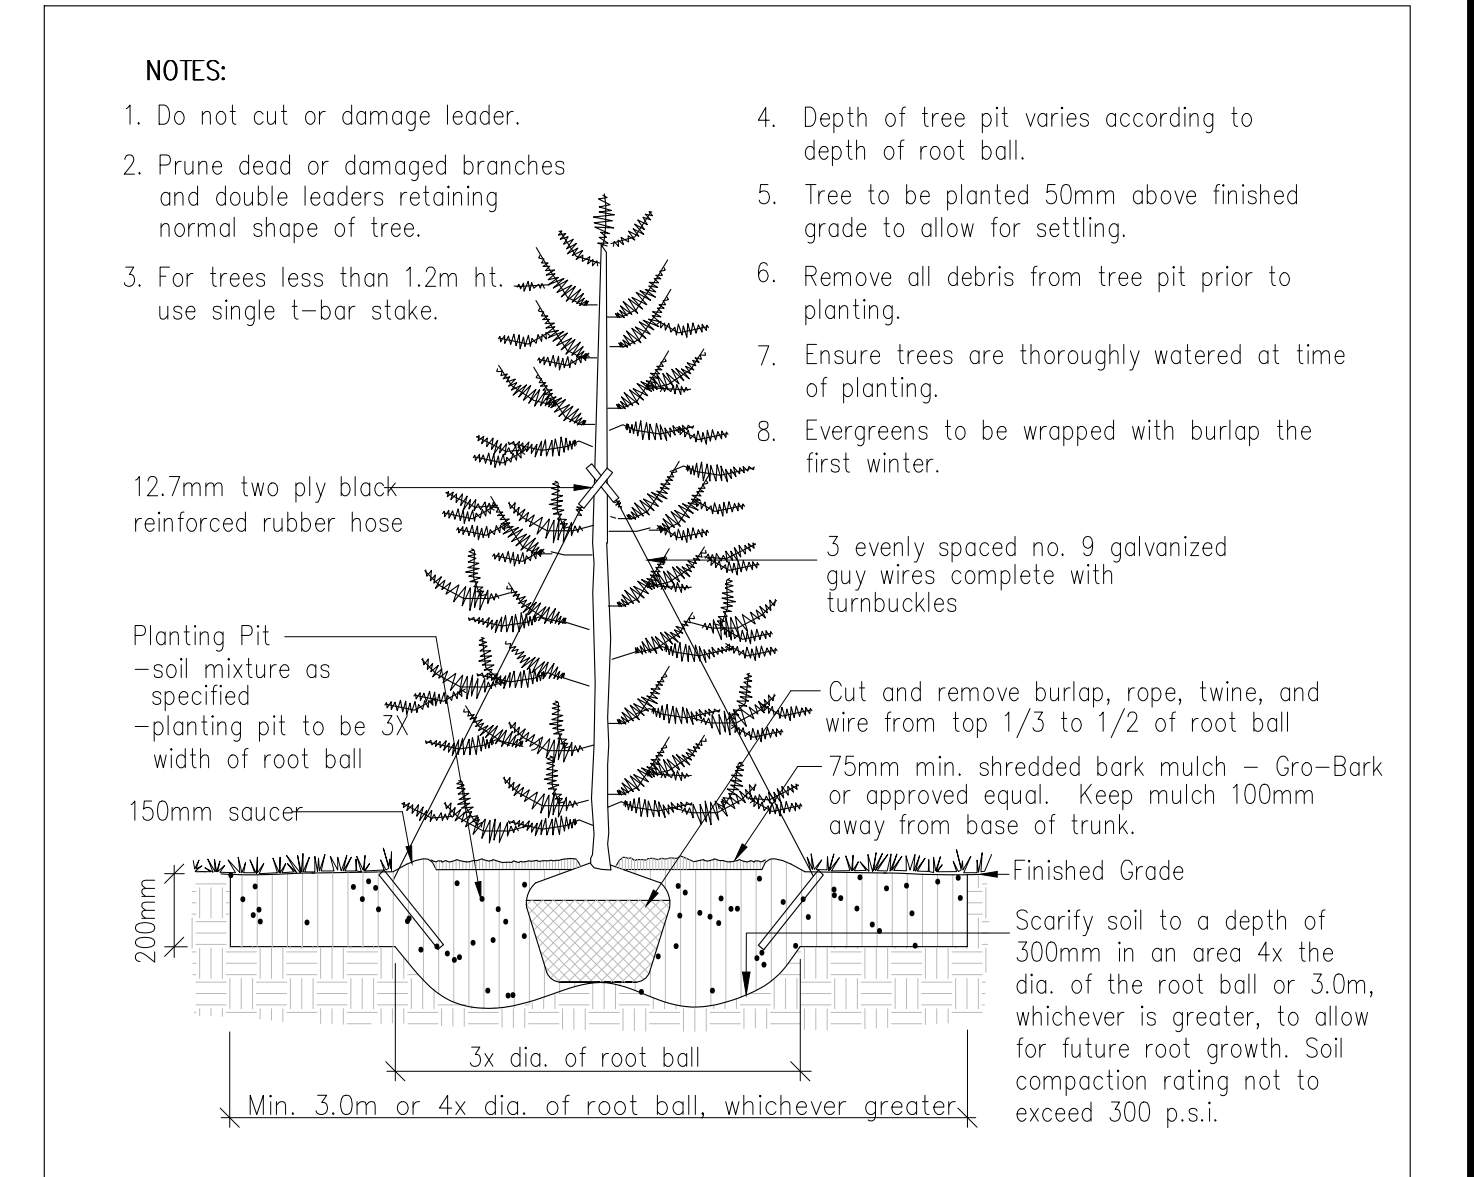 NOTES:
1. Do not cut or damage leader.
2. Prune dead or damaged branches
and double leaders retaining
normal shape of tree.
3. For trees less than 1.2m ht.
use single t-bar stake.
4. Depth of tree pit varies according to
depth of root ball.
5. Tree to be planted 50mm above finished
grade to allow for settling.
6. Remove all debris from tree pit prior to
planting.
7. Ensure trees are thoroughly watered at time
of planting.
8. Evergreens to be wrapped with burlap the
first winter.
12.7mm two ply black
reinforced rubber hose
3 evenly spaced no. 9 galvanized
guy wires complete with
turnbuckles
Planting Pit
-soil mixture as
specified
-planting pit to be 3X
width of root ball
150mm saucer
Cut and remove burlap, rope, twine, and
wire from top 1/3 to 1/2 of root ball
75mm min. shredded bark mulch - Gro-Bark
or approved equal. Keep mulch 100mm
away from base of trunk.
Finished Grade
200mm
Scarify soil to a depth of
300mm in an area 4x the
dia. of the root ball or 3.0m,
whichever is greater, to allow
for future root growth. Soil
compaction rating not to
exceed 300 p.s.i.
3x dia. of root ball
Min. 3.0m or 4x dia. of root ball, whichever greater